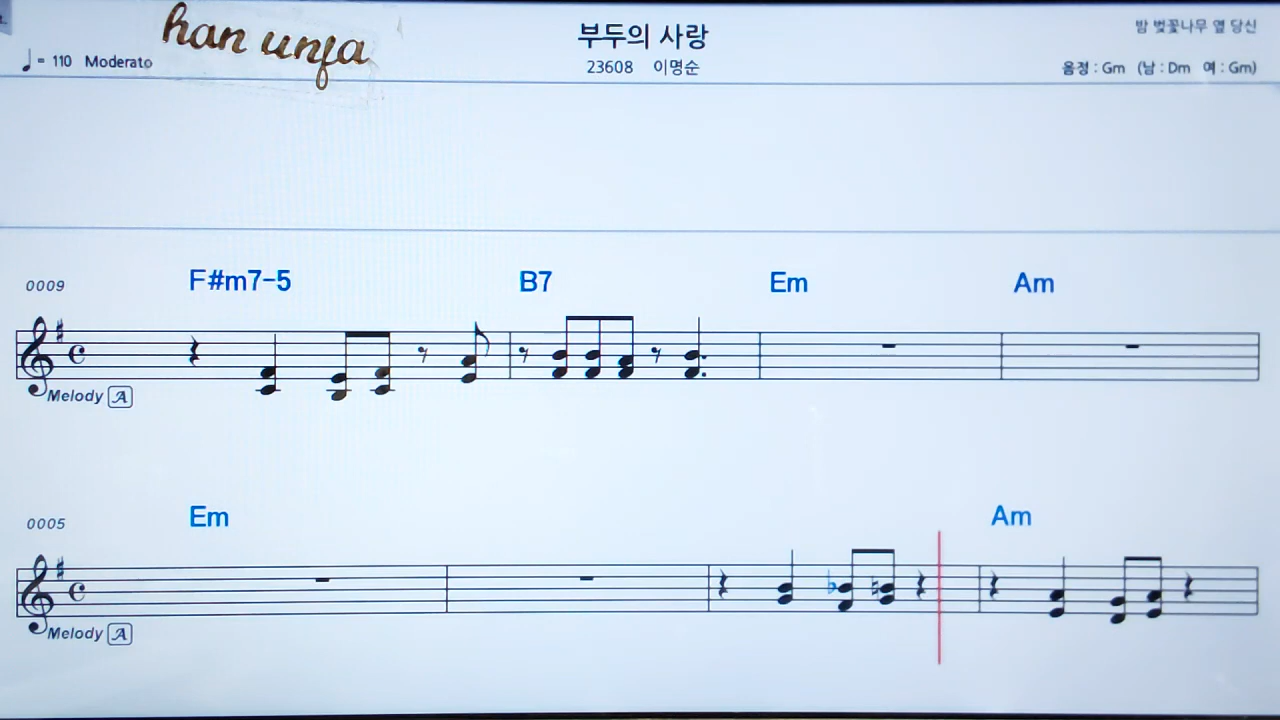 han unja
부두의 사랑
밤 벚꽃나무 옆 당신
♩= 110 Moderato
23608 이명순
음정 : Gm (남 : Dm 여 : Gm)
0009
F#m7-5 B7 Em Am
Melody A
0005
Em Am
Melody A